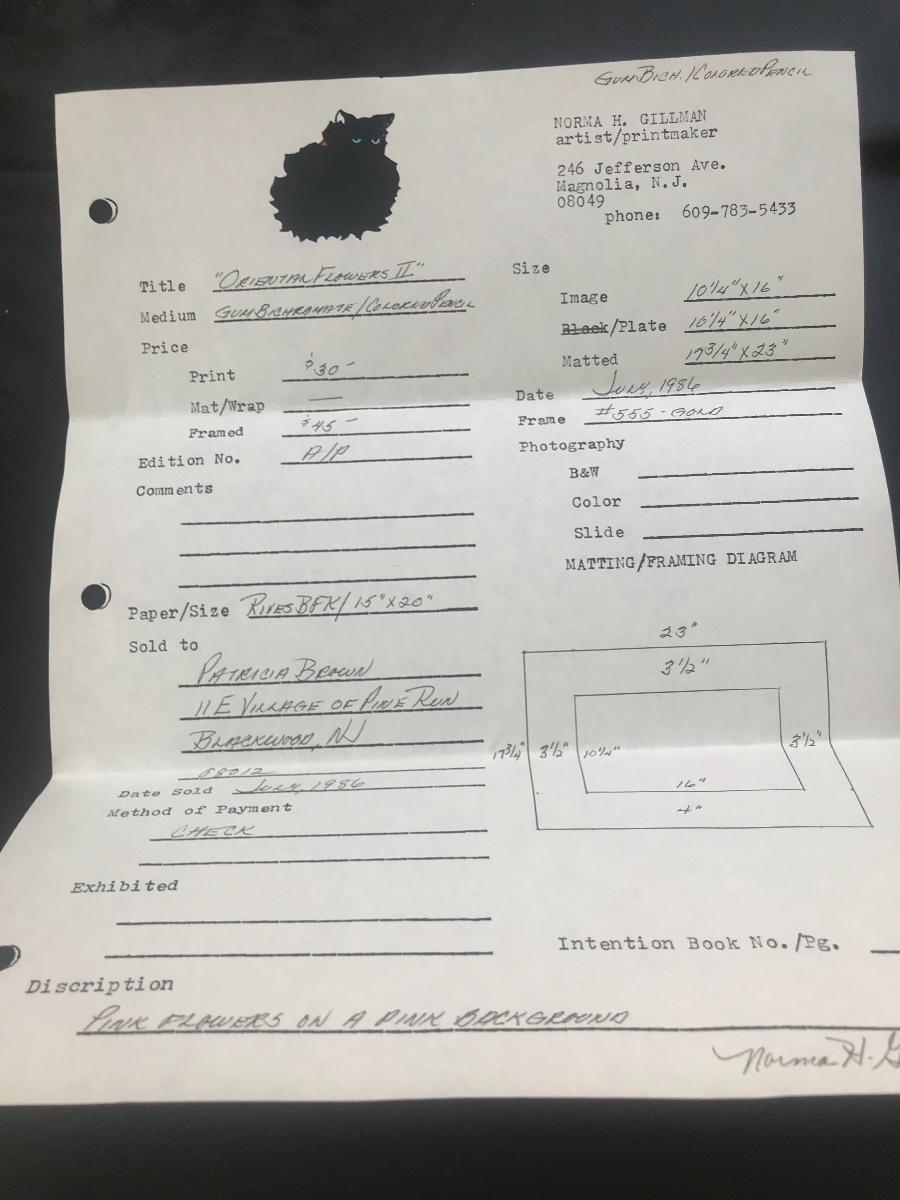 GUM BICH. / COLORED PENCIL
NORMA H. GILLMAN
artist/printmaker
246 Jefferson Ave.
Magnolia, N.J.
08049
phone: 609-783-5433
Title "ORIENTAL FLOWERS II"
Medium GUM BICHROMATE / COLORED PENCIL
Price
Print $30-
Mat/Wrap —
Framed $45-
Edition No. A/P
Comments
Paper/Size RIVES BFK / 15" X 20"
Sold to
PATRICIA BROWN
11 E VILLAGE OF PINE RUN
BLACKWOOD, NJ
08012
Date Sold JULY, 1986
Method of Payment
CHECK
Exhibited
Size
Image 10 1/4" X 16"
Block/Plate 10 1/4" X 16"
Matted 17 3/4" X 23"
Date JULY, 1986
Frame #555 - GOLD
Photography
B&W
Color
Slide
MATTING/FRAMING DIAGRAM
23"
3 1/2"
17 3/4" 3 1/2" 10 1/4" 3 1/2"
16"
4"
Intention Book No./Pg.
Discription
PINK FLOWERS ON A PINK BACKGROUND
Norma H. G